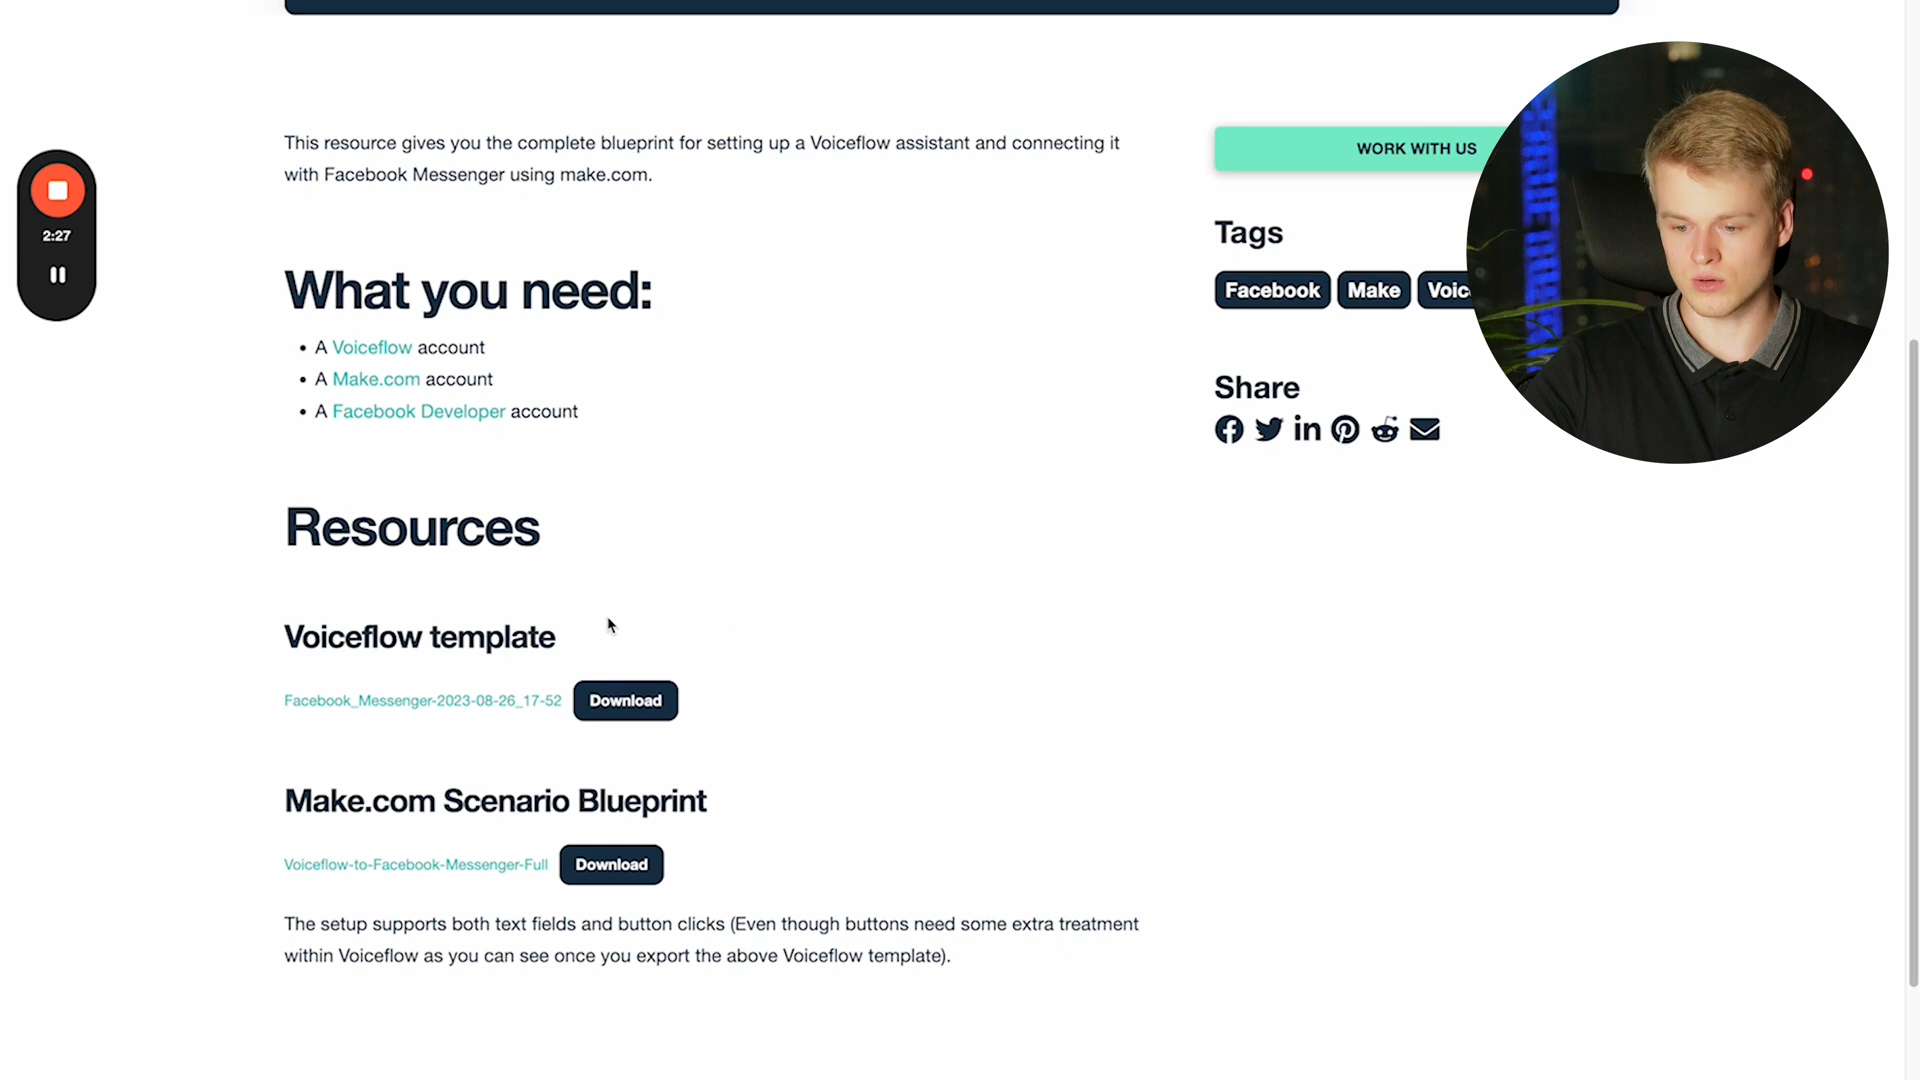 This resource gives you the complete blueprint for setting up a Voiceflow assistant and connecting it
with Facebook Messenger using make.com.
WORK WITH US
2:27
Tags
Facebook Make Voic
What you need:
• A Voiceflow account
• A Make.com account
• A Facebook Developer account
Share
Resources
Voiceflow template
Facebook_Messenger-2023-08-26_17-52 Download
Make.com Scenario Blueprint
Voiceflow-to-Facebook-Messenger-Full Download
The setup supports both text fields and button clicks (Even though buttons need some extra treatment
within Voiceflow as you can see once you export the above Voiceflow template).